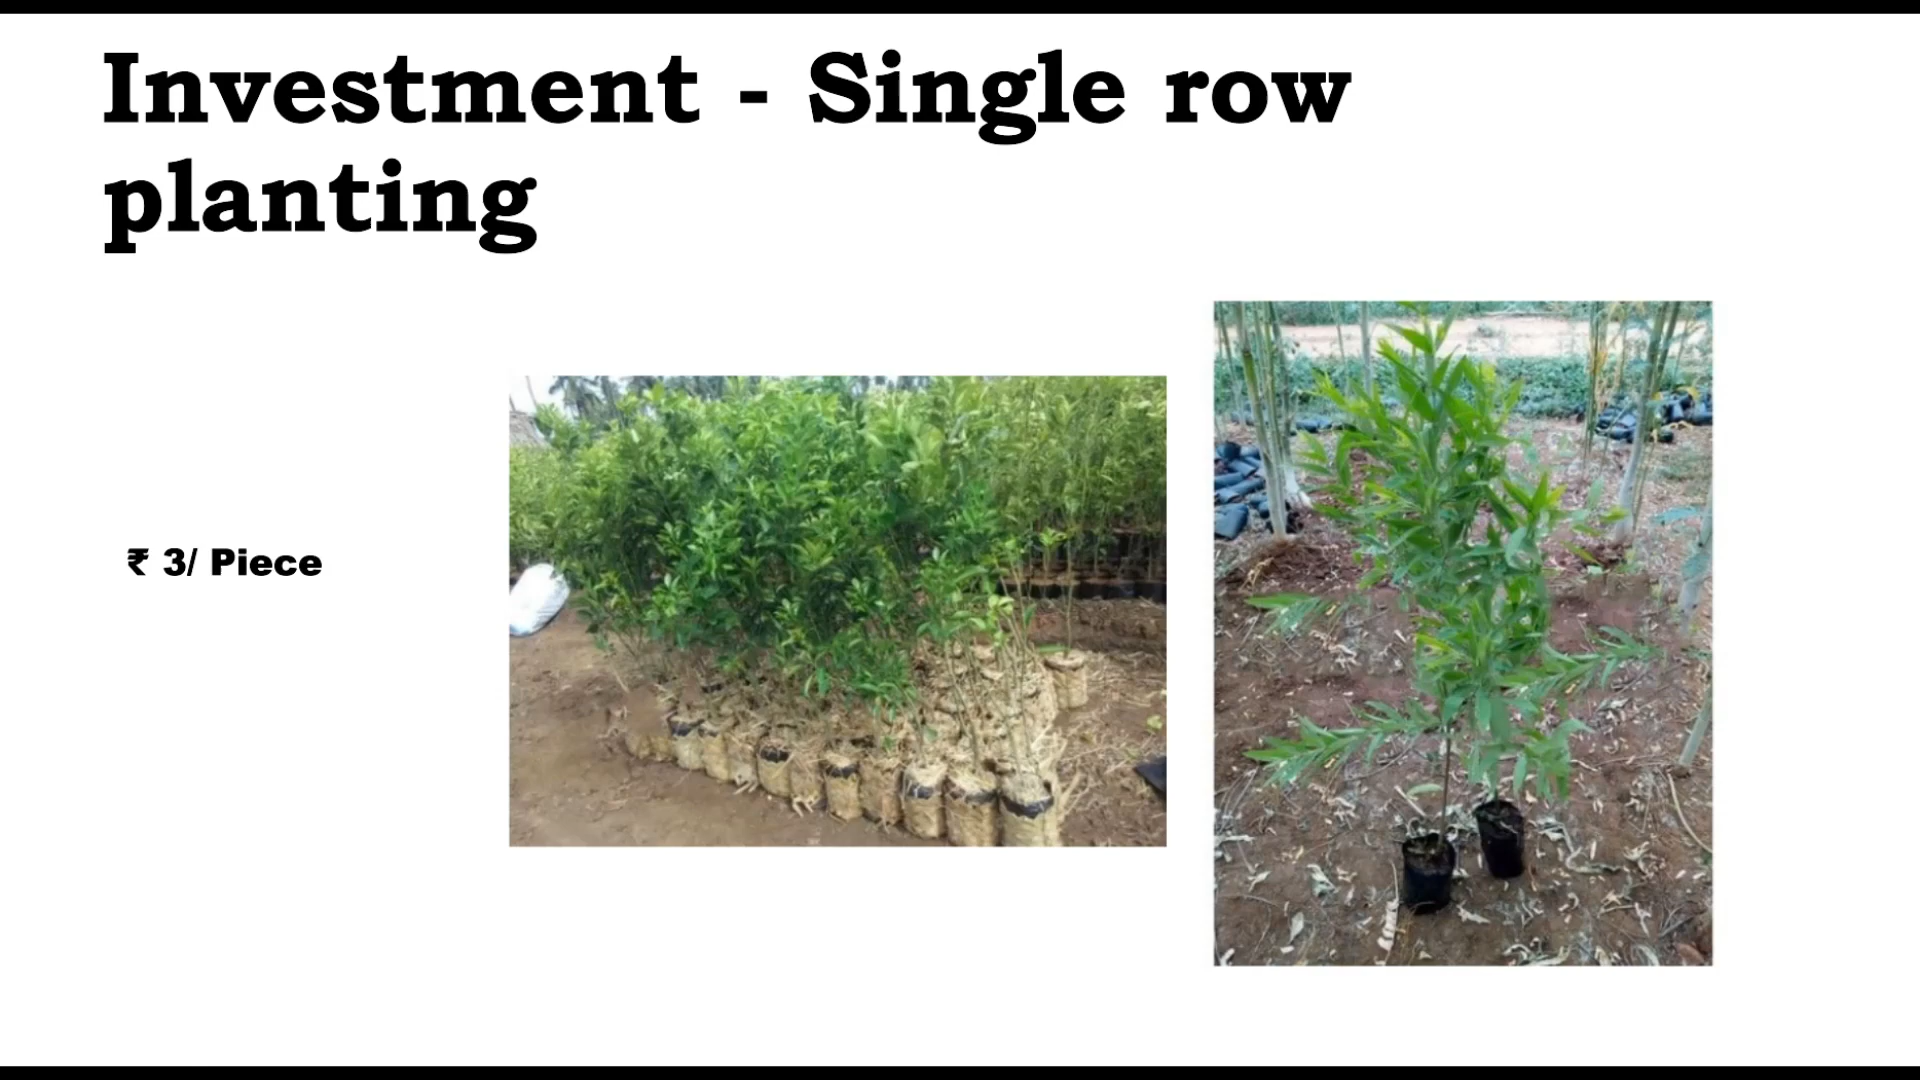 Investment - Single row
planting
₹ 3/ Piece